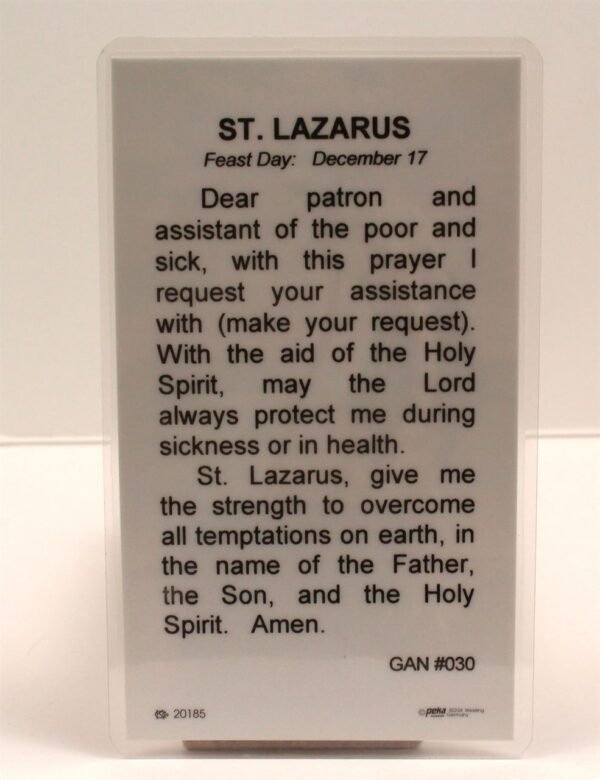 ST. LAZARUS
Feast Day: December 17
Dear patron and
assistant of the poor and
sick, with this prayer I
request your assistance
with (make your request).
With the aid of the Holy
Spirit, may the Lord
always protect me during
sickness or in health.
St. Lazarus, give me
the strength to overcome
all temptations on earth, in
the name of the Father,
the Son, and the Holy
Spirit. Amen.
GAN #030
20185
©peka
Germany